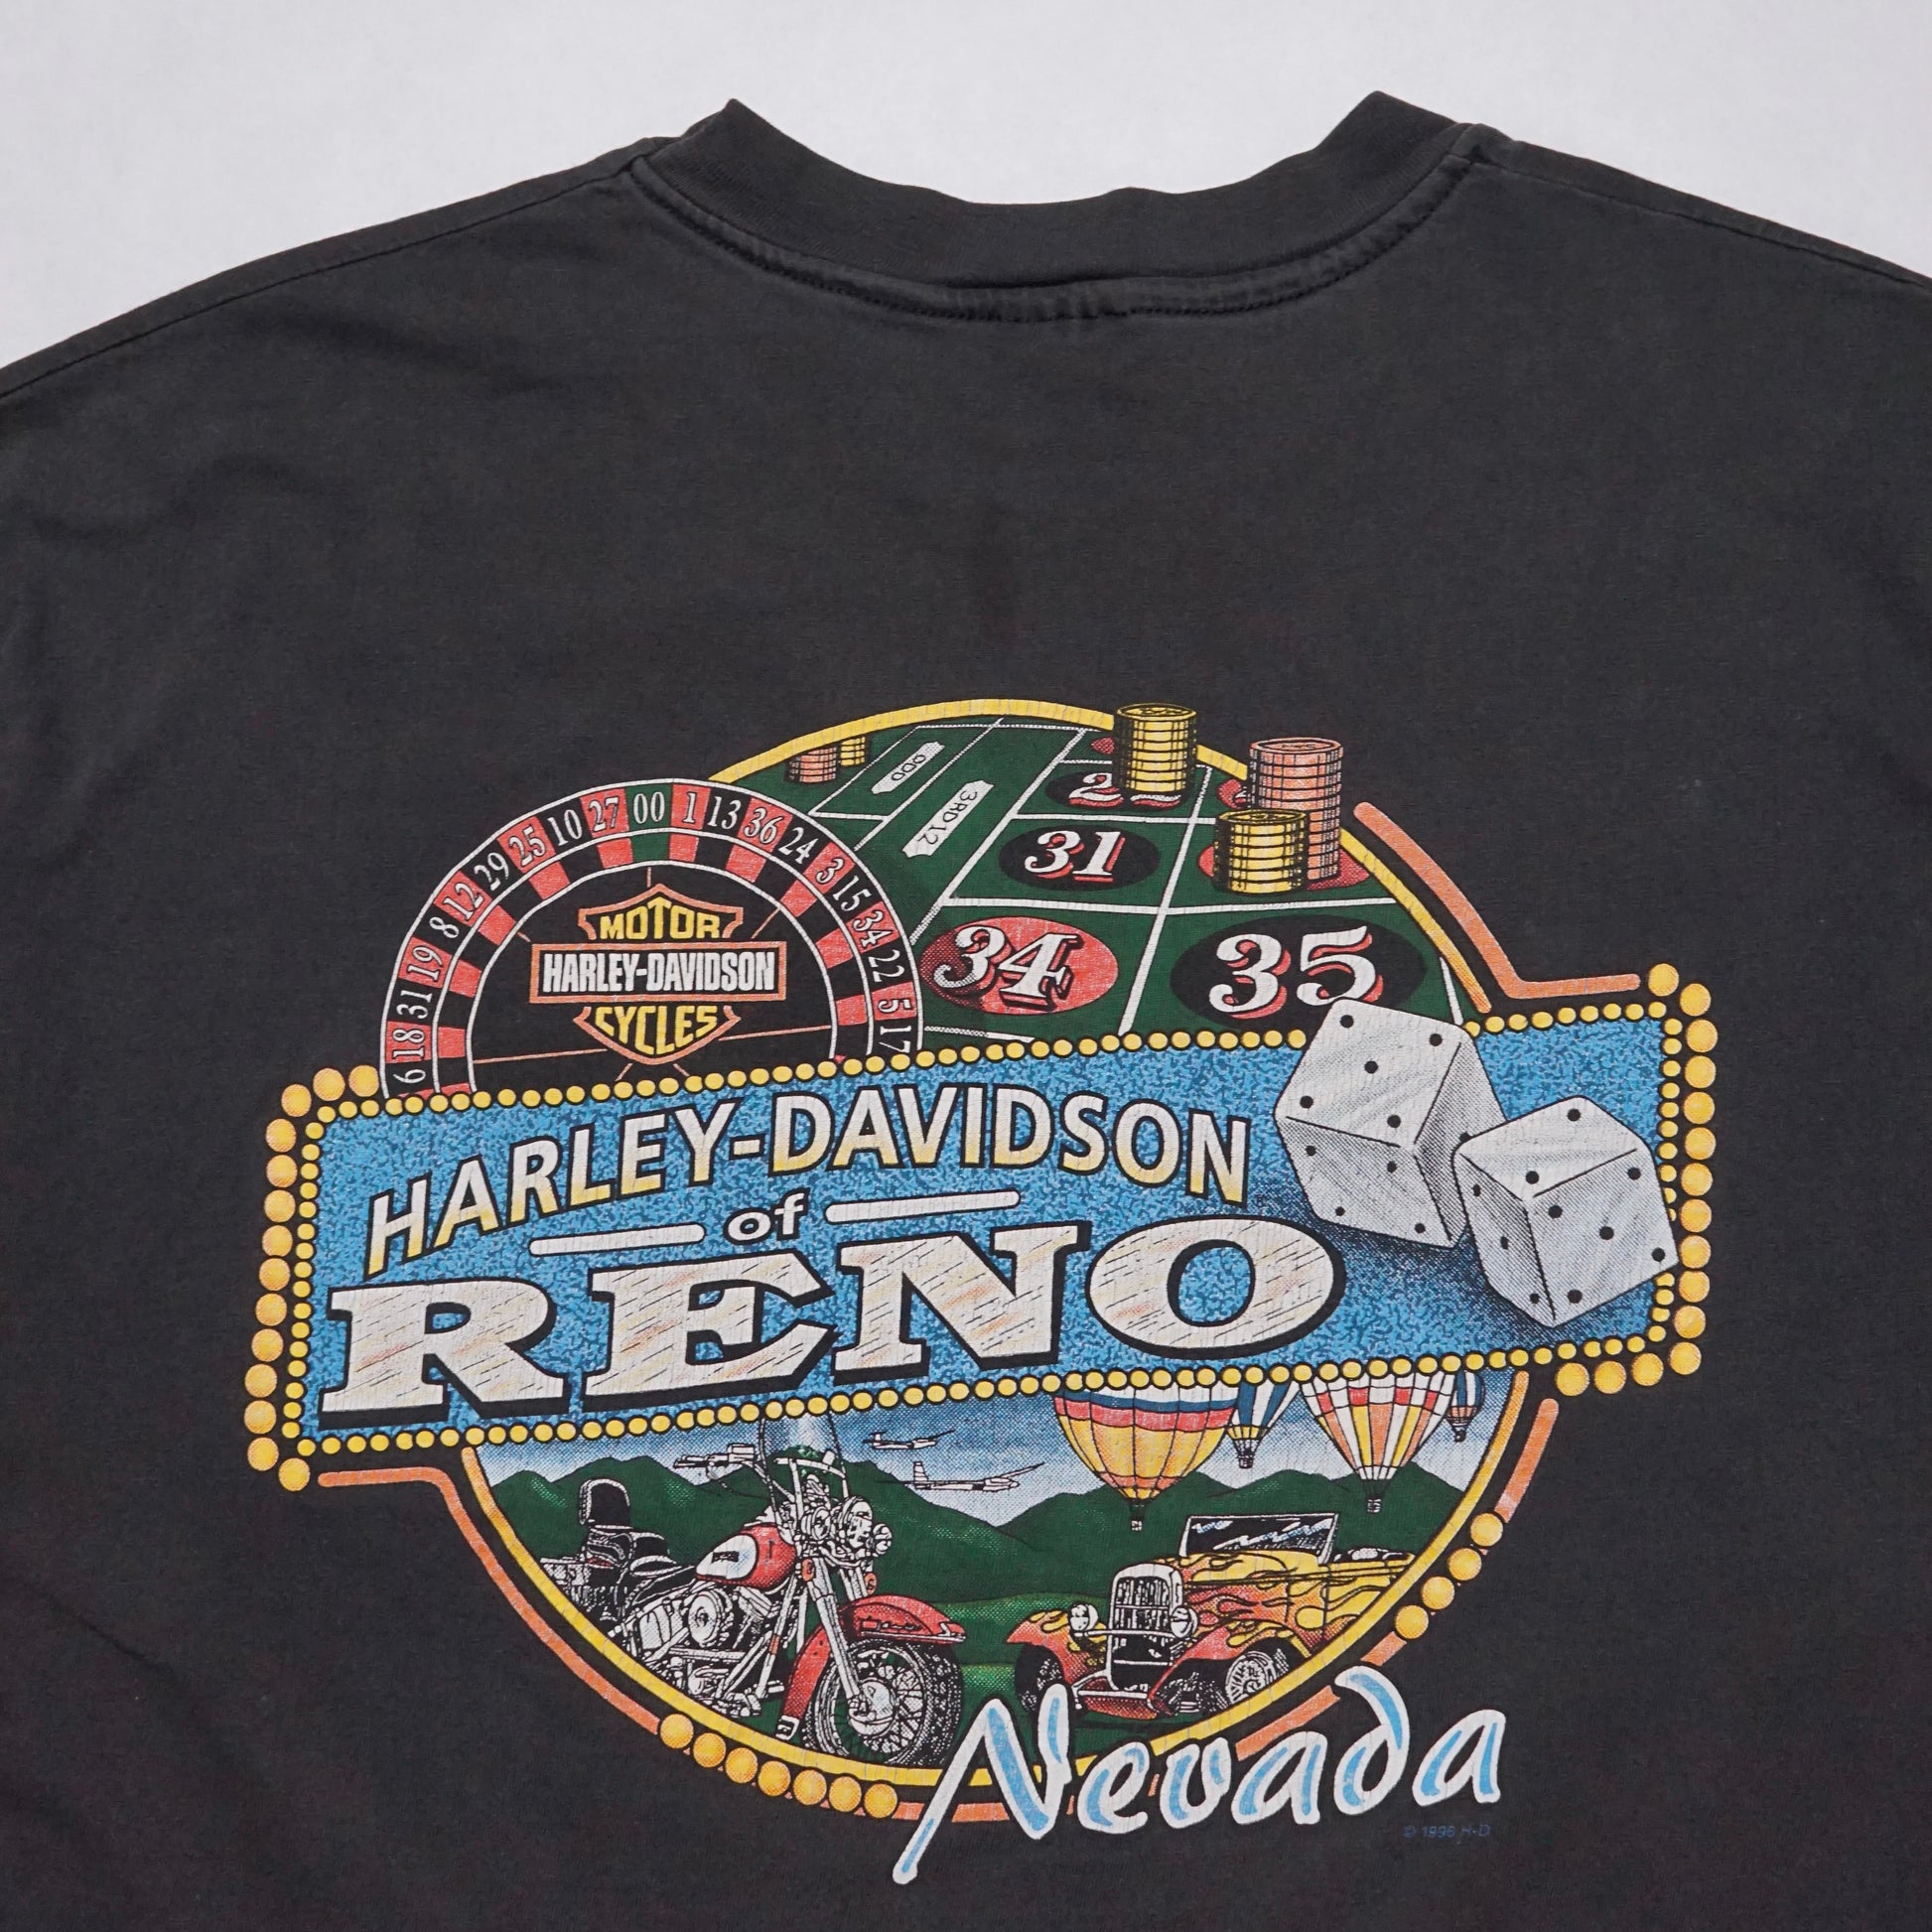 ODD
3RD 12
2
31
34
35
6 18 31 19 8 12 29 25 10 27 00 1 13 36 24 3 15 34 22 5 17
MOTOR
HARLEY-DAVIDSON
CYCLES
HARLEY-DAVIDSON
of
RENO
Nevada
© 1996 H-D